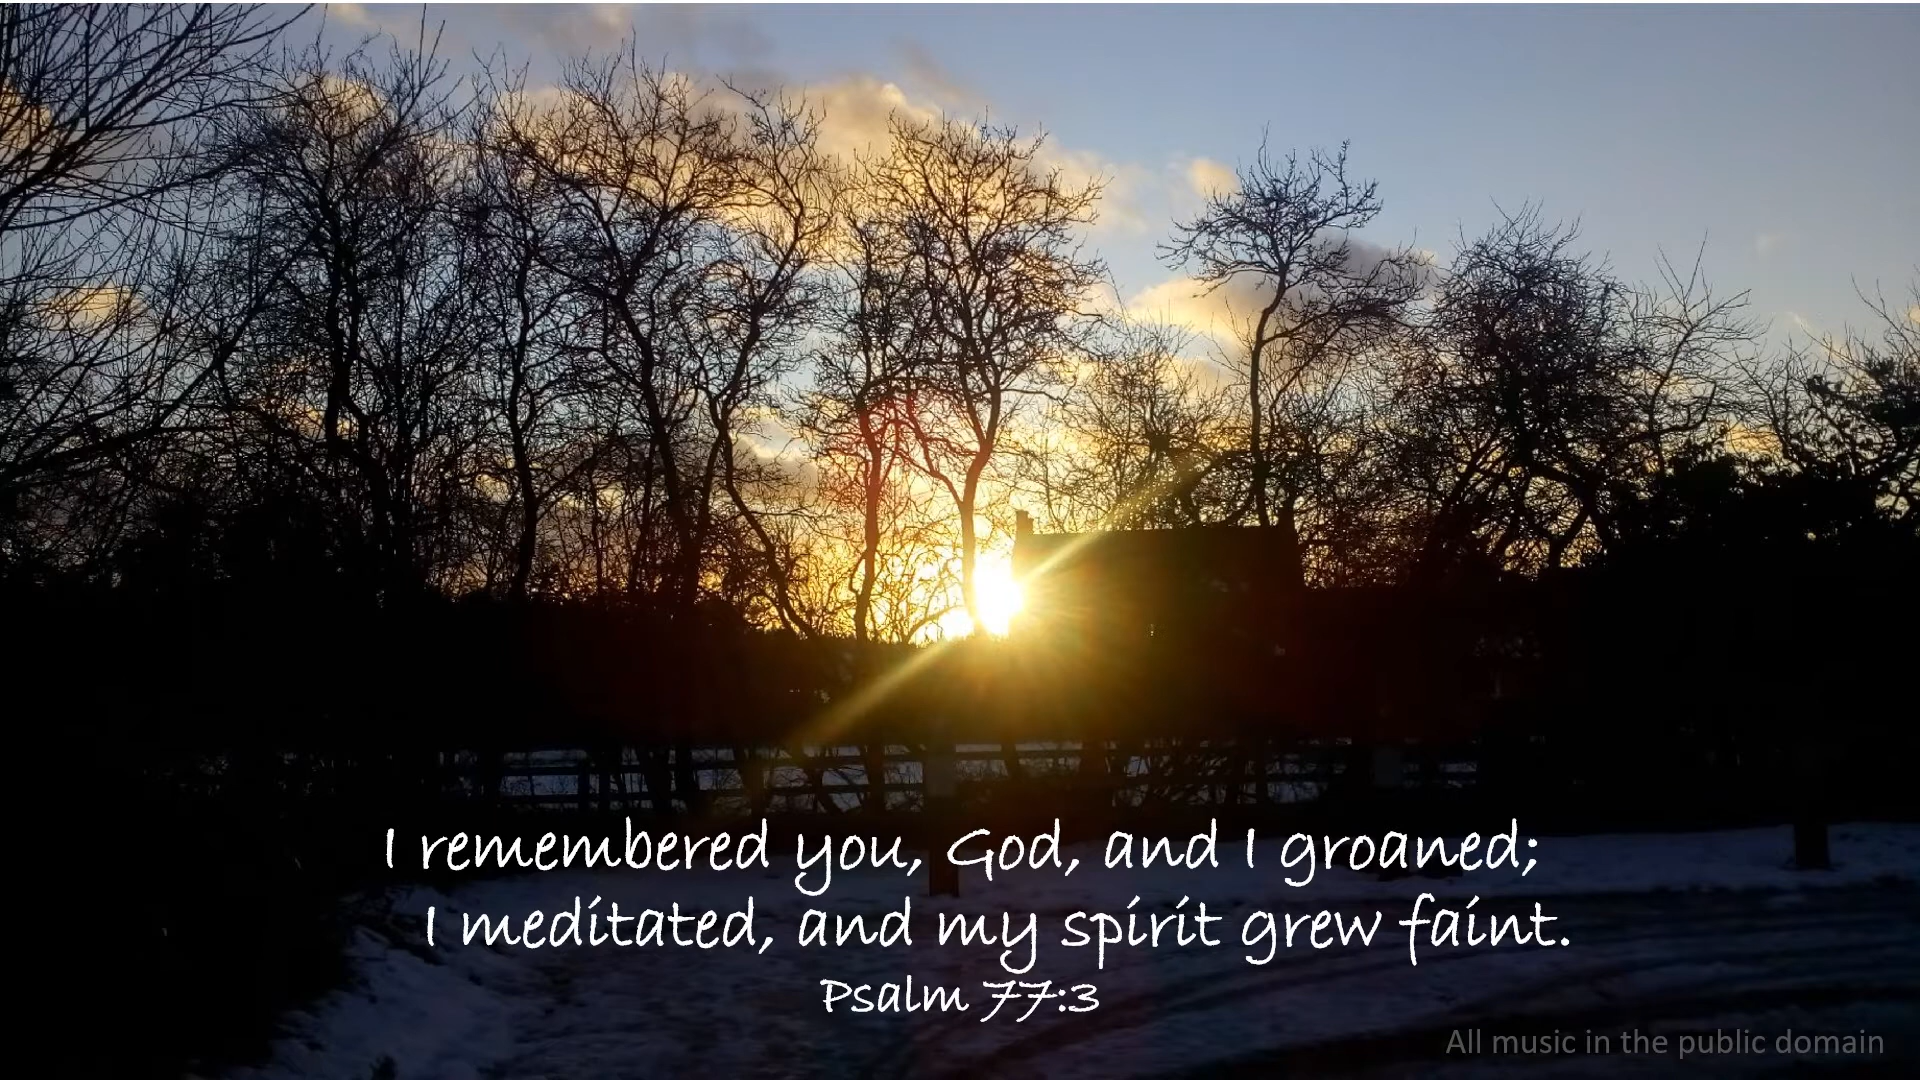 I remembered you, God, and I groaned;
I meditated, and my spirit grew faint.
Psalm 77:3
All music in the public domain